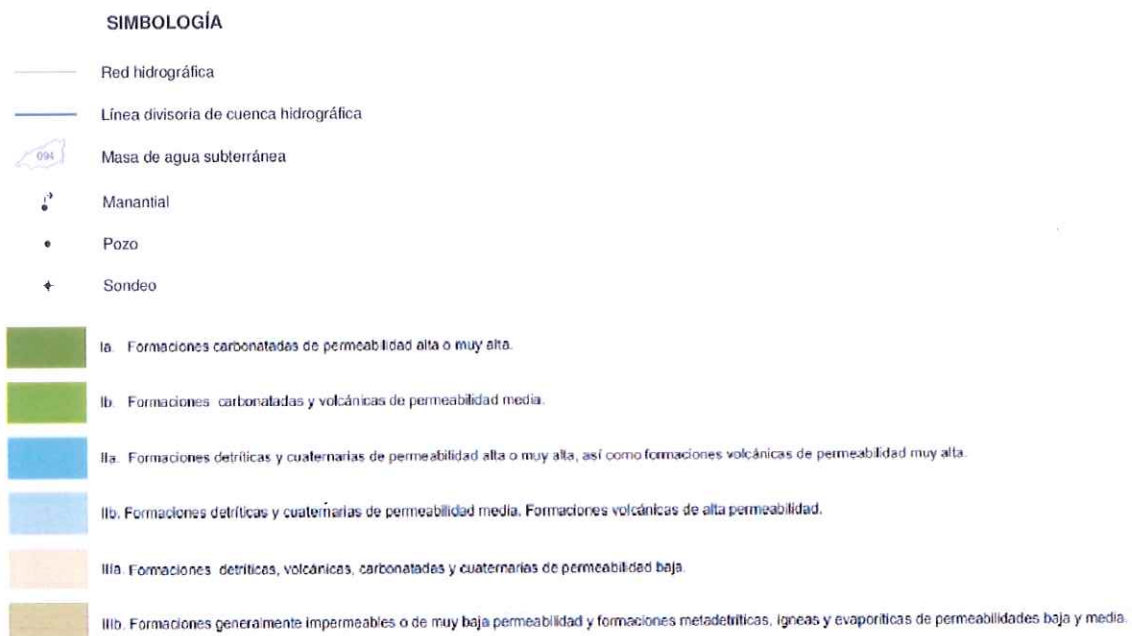 SIMBOLOGÍA
Red hidrográfica
Línea divisoria de cuenca hidrográfica
094 Masa de agua subterránea
Manantial
Pozo
Sondeo
Ia. Formaciones carbonatadas de permeabilidad alta o muy alta.
Ib. Formaciones carbonatadas y volcánicas de permeabilidad media.
IIa. Formaciones detríticas y cuaternarias de permeabilidad alta o muy alta, así como formaciones volcánicas de permeabilidad muy alta.
IIb. Formaciones detríticas y cuaternarias de permeabilidad media. Formaciones volcánicas de alta permeabilidad.
IIIa. Formaciones detríticas, volcánicas, carbonatadas y cuaternarias de permeabilidad baja.
IIIb. Formaciones generalmente impermeables o de muy baja permeabilidad y formaciones metadetríticas, ígneas y evaporíticas de permeabilidades baja y media.